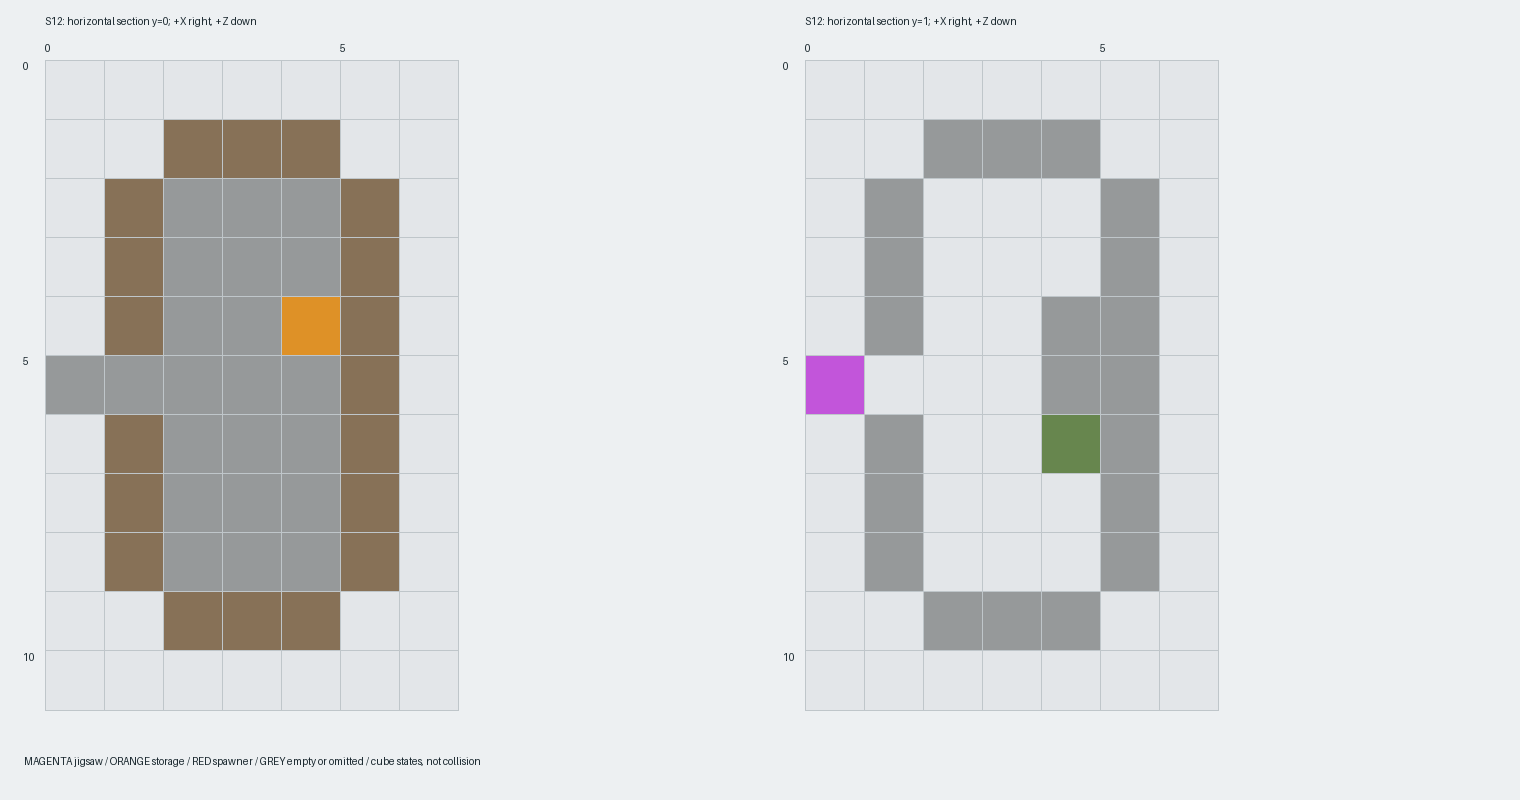 S12: horizontal section y=0; +X right, +Z down
S12: horizontal section y=1; +X right, +Z down
0 5
0 5
0
5
10
0
5
10
MAGENTA jigsaw / ORANGE storage / RED spawner / GREY empty or omitted / cube states, not collision